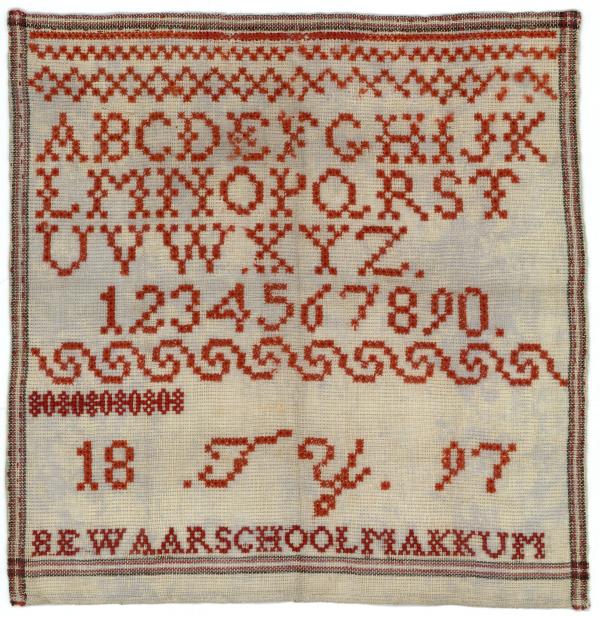 ABCDEFGHIJK
LMNOPQRST
UVWXYZ.
1234567890.
18 .T Y. 97
BEWAARSCHOOLMAKKUM